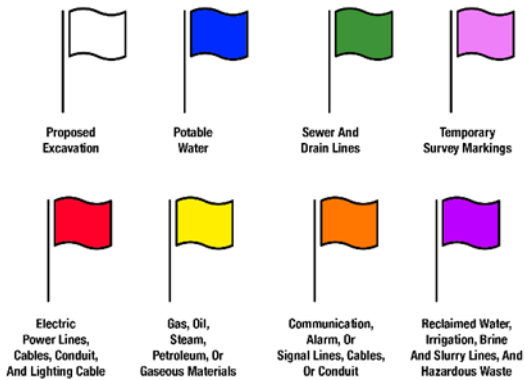 Proposed
Excavation
Potable
Water
Sewer And
Drain Lines
Temporary
Survey Markings
Electric
Power Lines,
Cables, Conduit,
And Lighting Cable
Gas, Oil,
Steam,
Petroleum, Or
Gaseous Materials
Communication,
Alarm, Or
Signal Lines, Cables,
Or Conduit
Reclaimed Water,
Irrigation, Brine
And Slurry Lines, And
Hazardous Waste